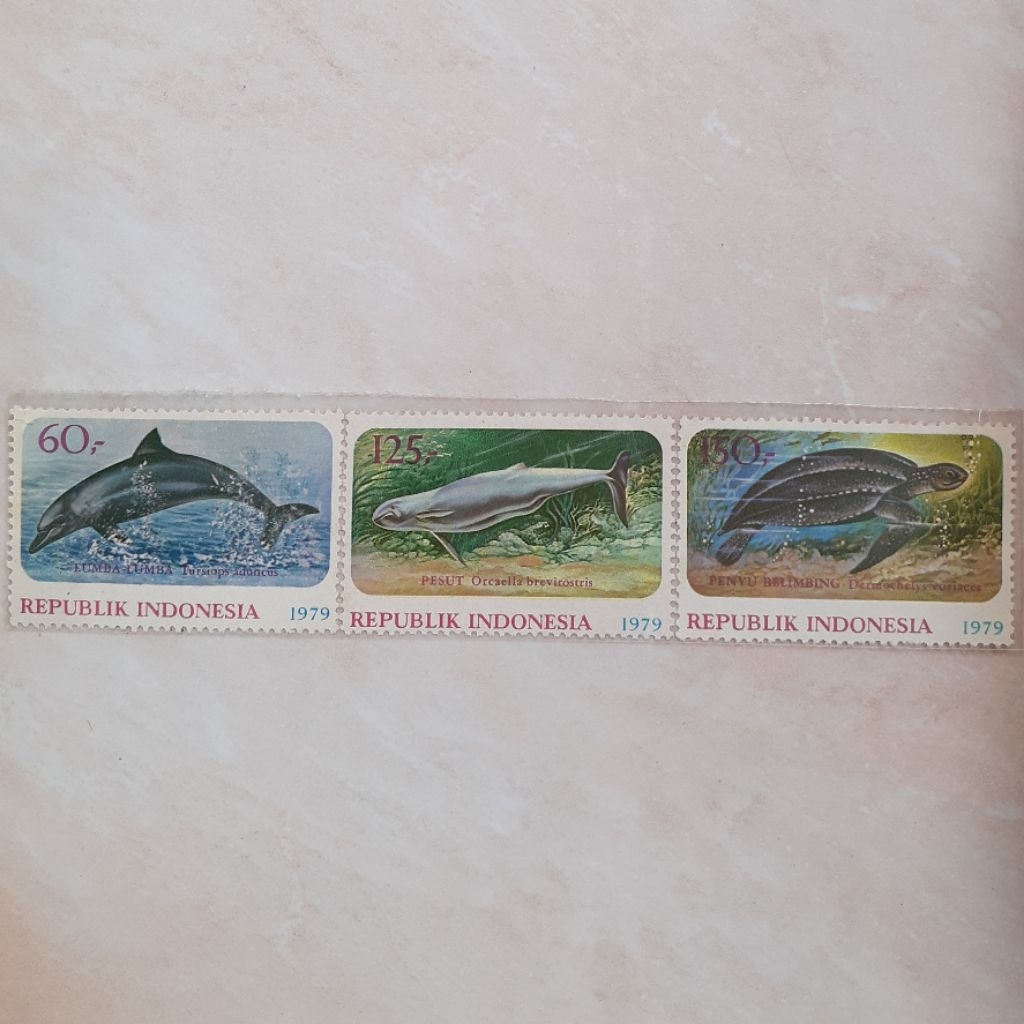 60,-
LUMBA-LUMBA Tursiops aduncus
REPUBLIK INDONESIA 1979
125,-
PESUT Orcaella brevirostris
REPUBLIK INDONESIA 1979
150,-
PENYU BELIMBING Dermochelys coriacea
REPUBLIK INDONESIA 1979